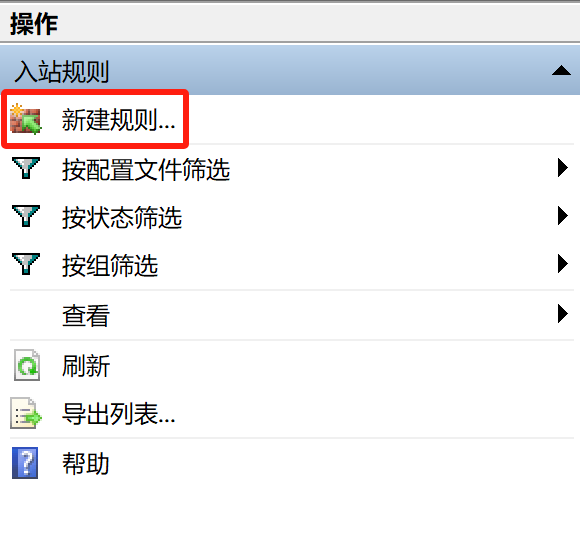 操作
入站规则
新建规则...
按配置文件筛选
按状态筛选
按组筛选
查看
刷新
导出列表...
帮助